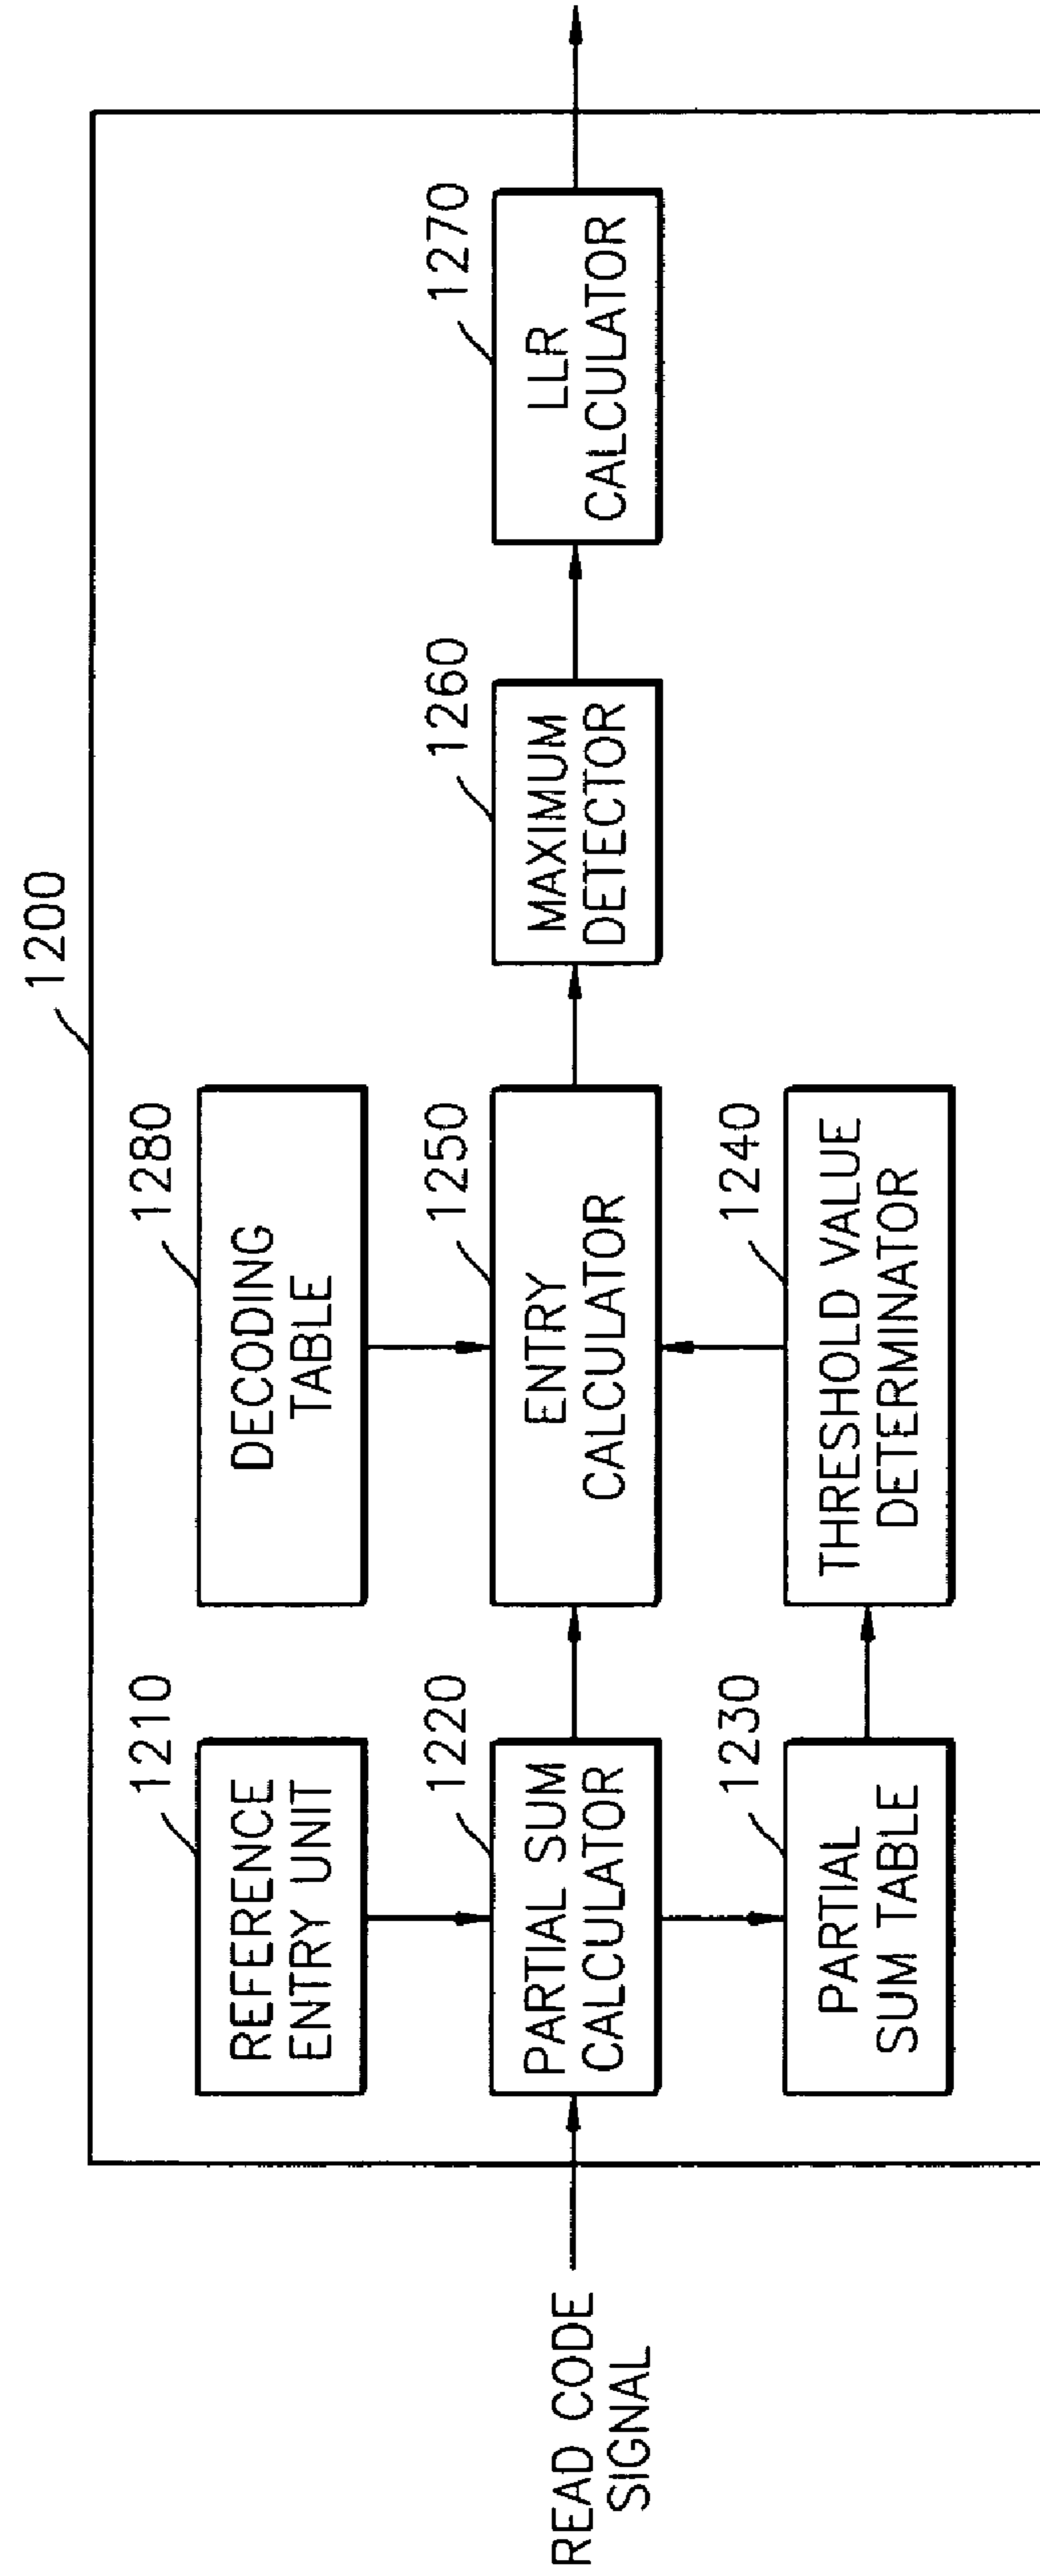 1200
1210
REFERENCE
ENTRY UNIT
1280
DECODING
TABLE
READ CODE
SIGNAL
1220
PARTIAL SUM
CALCULATOR
1250
ENTRY
CALCULATOR
1260
MAXIMUM
DETECTOR
1270
LLR
CALCULATOR
1230
PARTIAL
SUM TABLE
1240
THRESHOLD VALUE
DETERMINATOR